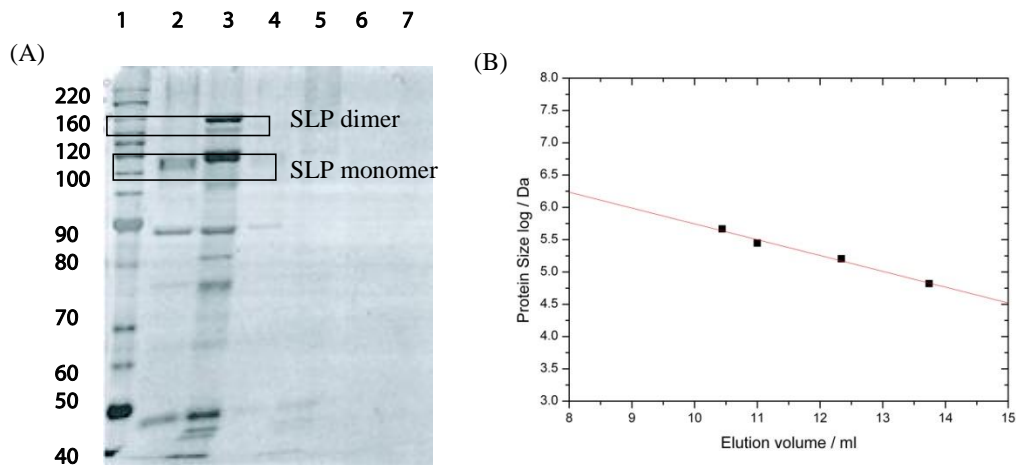 1 2 3 4 5 6 7
(A)
220
160
120
100
90
80
70
60
50
40
SLP dimer
SLP monomer
(B)
8.0
7.5
7.0
6.5
6.0
5.5
5.0
4.5
4.0
3.5
3.0
Protein Size log / Da
8 9 10 11 12 13 14 15
Elution volume / ml